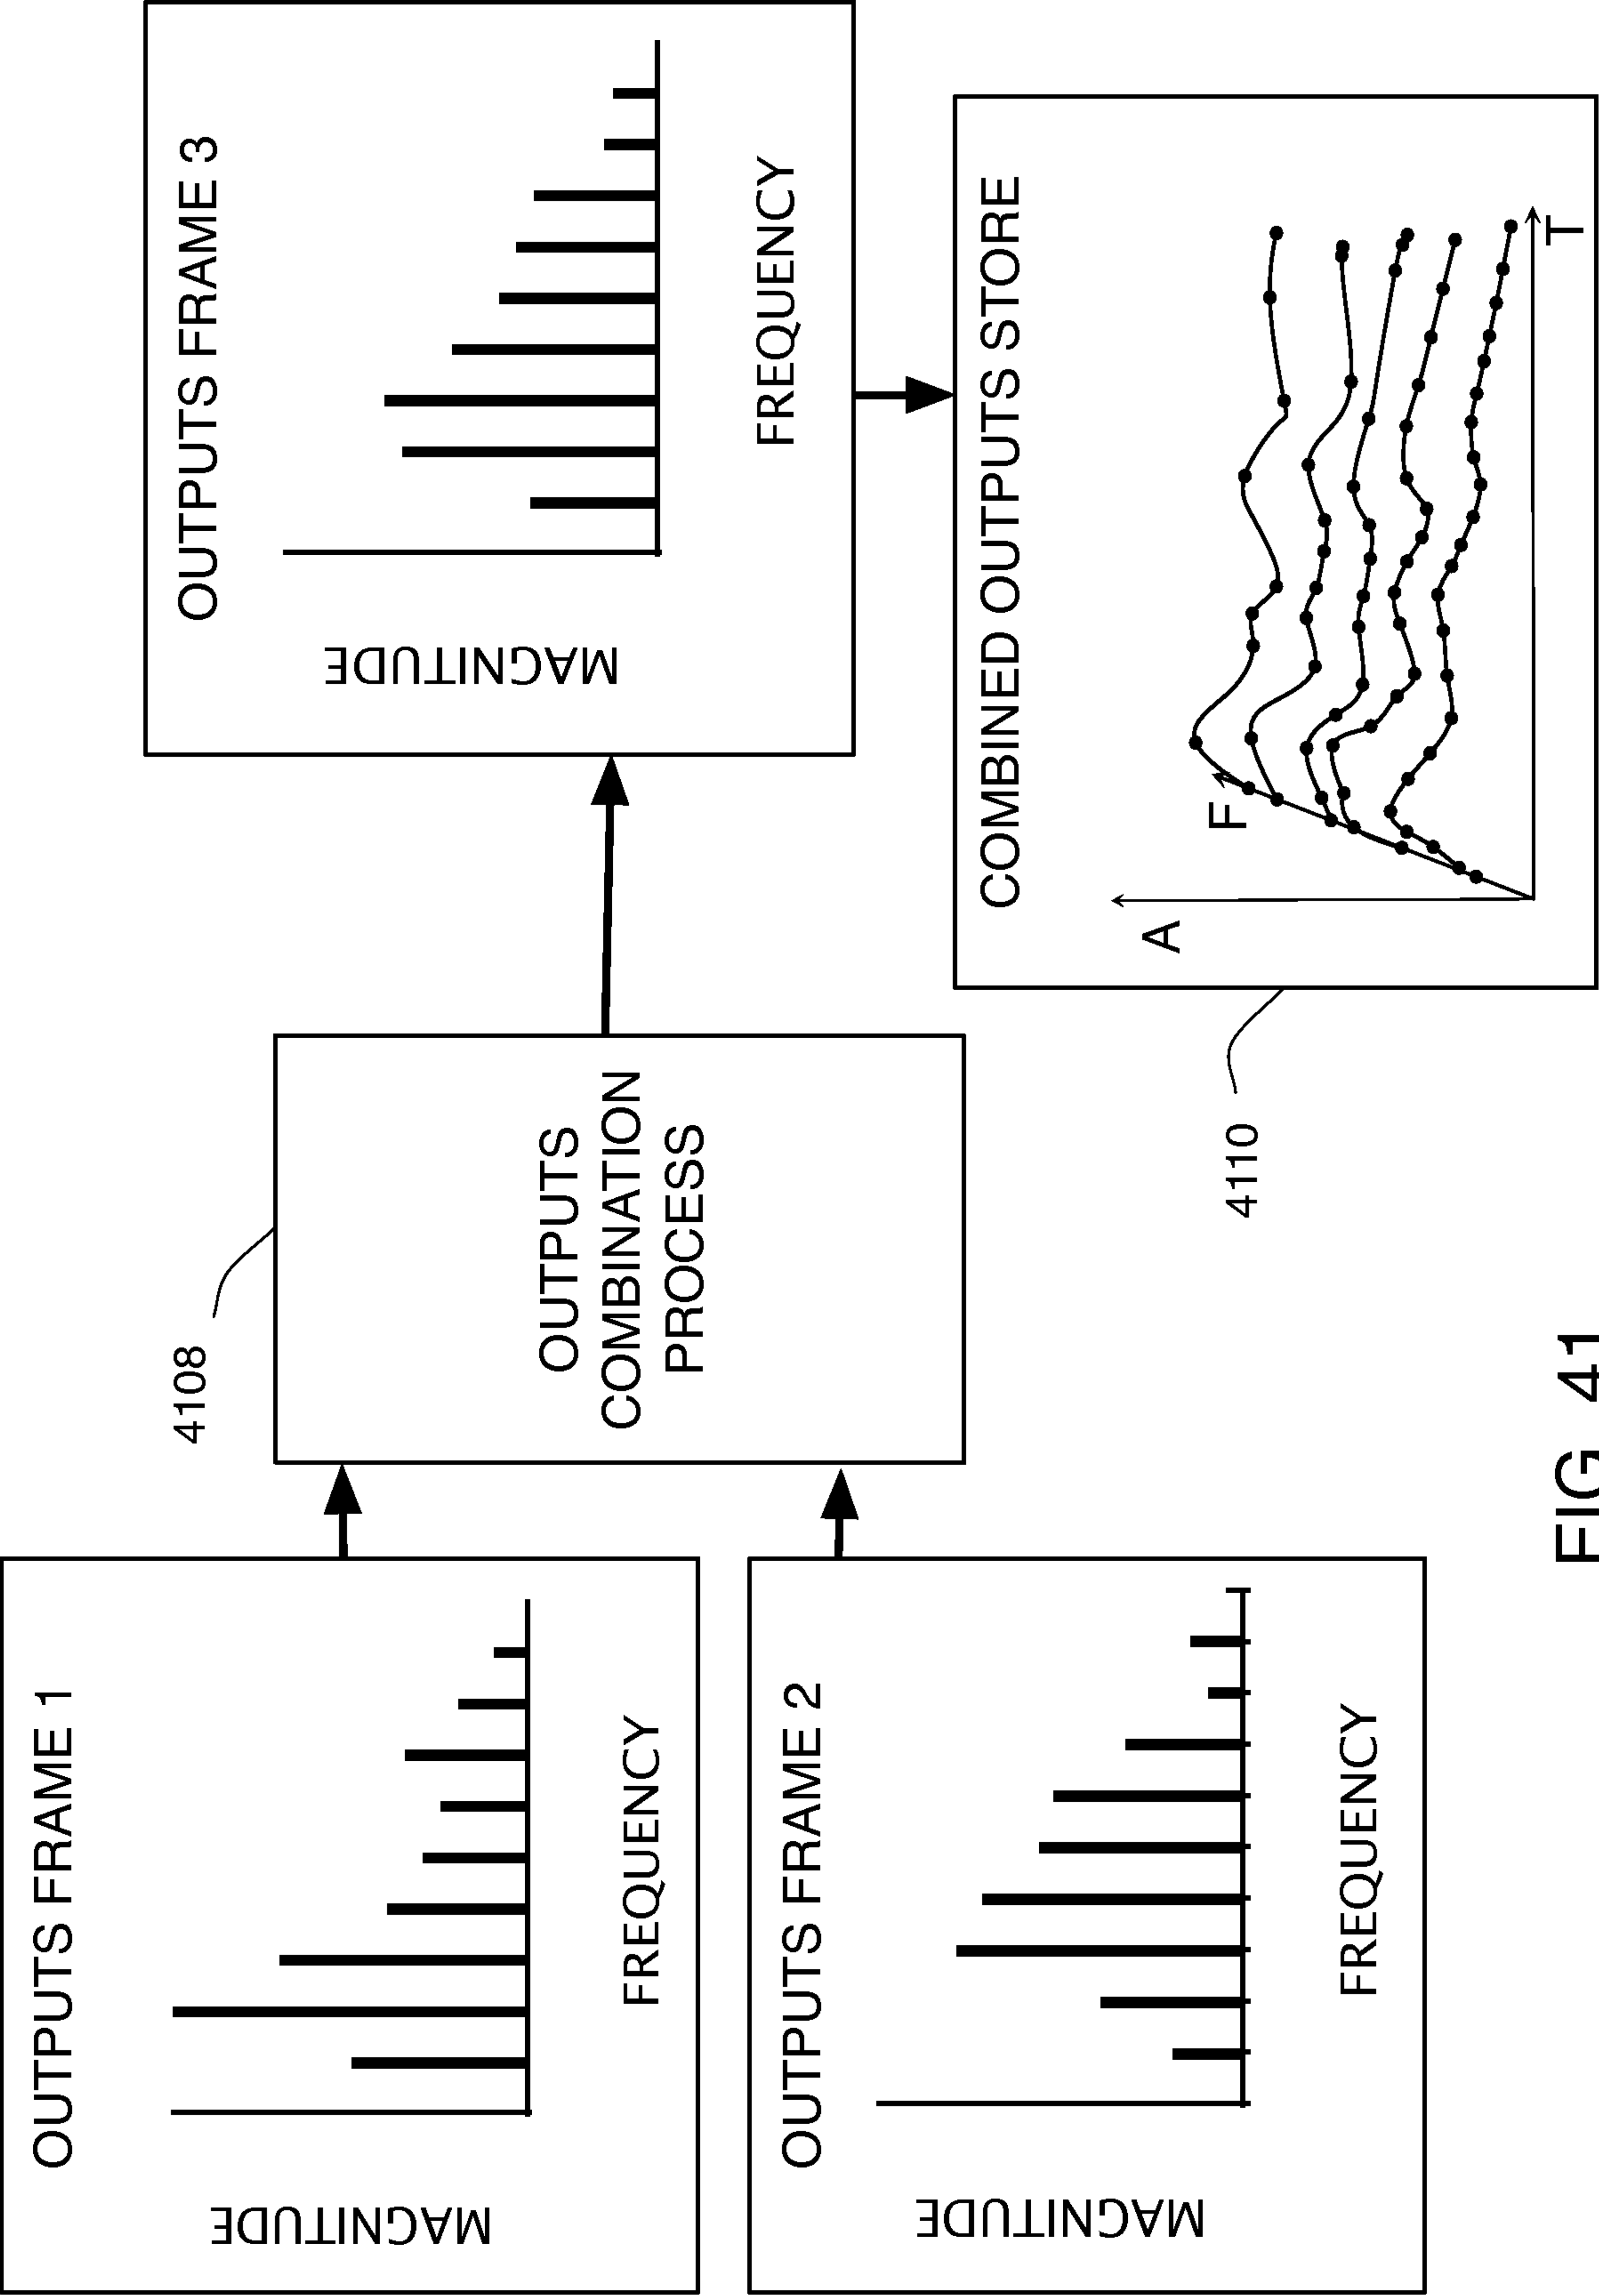 OUTPUTS FRAME 1
MAGNITUDE
FREQUENCY
OUTPUTS FRAME 2
MAGNITUDE
FREQUENCY
4108
OUTPUTS
COMBINATION
PROCESS
OUTPUTS FRAME 3
MAGNITUDE
FREQUENCY
COMBINED OUTPUTS STORE
A
F
T
4110
FIG 41